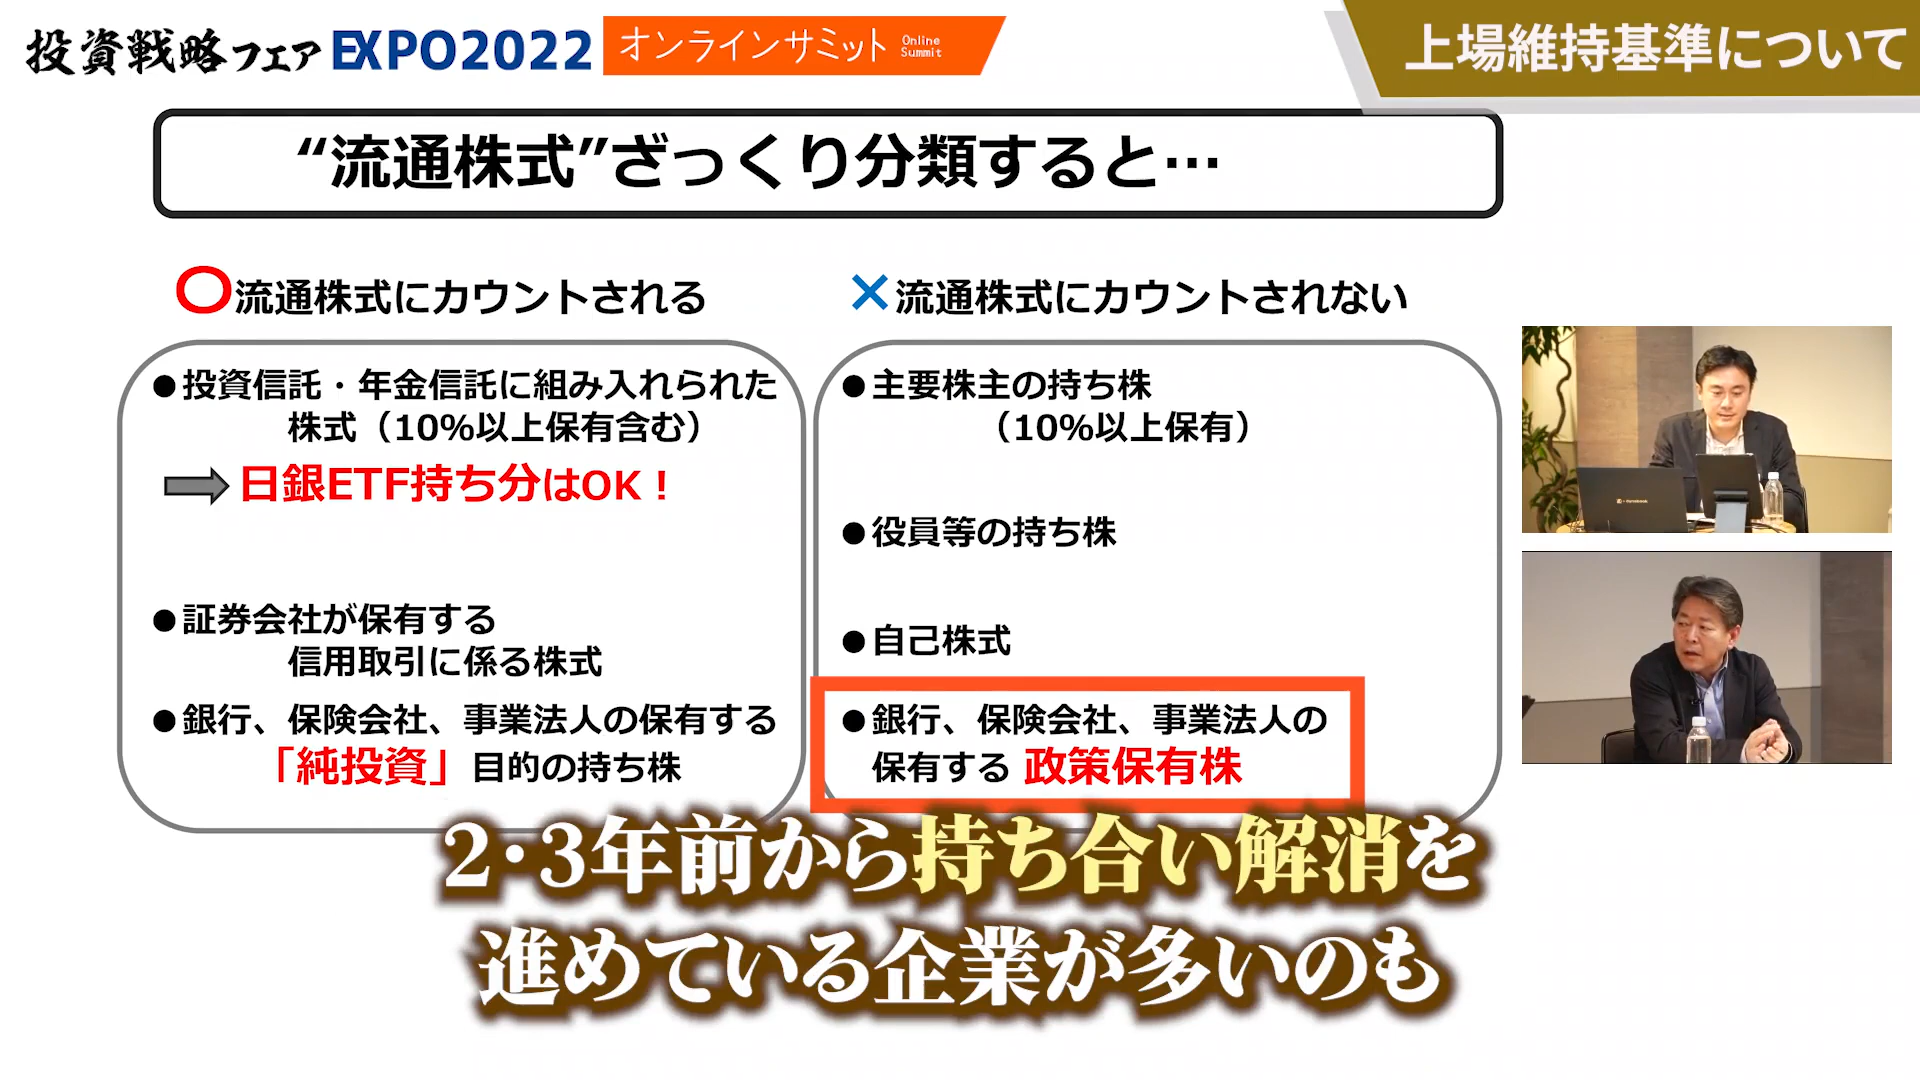 投資戦略フェア EXPO2022 オンラインサミット Online Summit
上場維持基準について
“流通株式”ざっくり分類すると…
〇流通株式にカウントされる
●投資信託・年金信託に組み入れられた
株式（10%以上保有含む）
日銀ETF持ち分はOK！
●証券会社が保有する
信用取引に係る株式
●銀行、保険会社、事業法人の保有する
「純投資」目的の持ち株
×流通株式にカウントされない
●主要株主の持ち株
（10%以上保有）
●役員等の持ち株
●自己株式
●銀行、保険会社、事業法人の
保有する 政策保有株
2・3年前から持ち合い解消を
進めている企業が多いのも